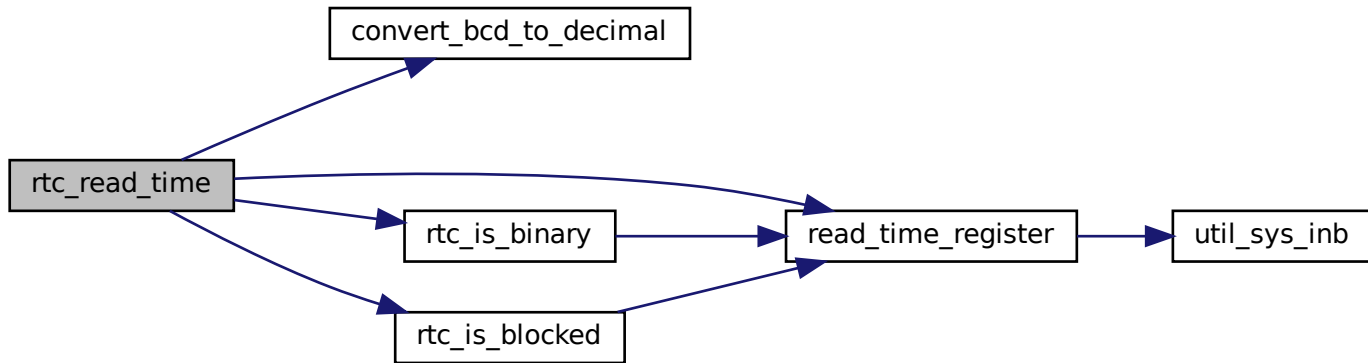 convert_bcd_to_decimal
rtc_read_time
rtc_is_binary
read_time_register
util_sys_inb
rtc_is_blocked